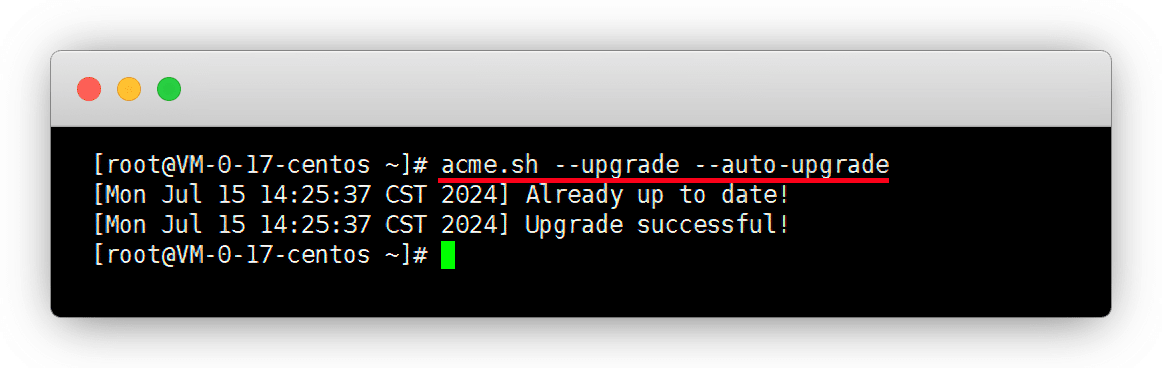 [root@VM-0-17-centos ~]# acme.sh --upgrade --auto-upgrade
[Mon Jul 15 14:25:37 CST 2024] Already up to date!
[Mon Jul 15 14:25:37 CST 2024] Upgrade successful!
[root@VM-0-17-centos ~]#